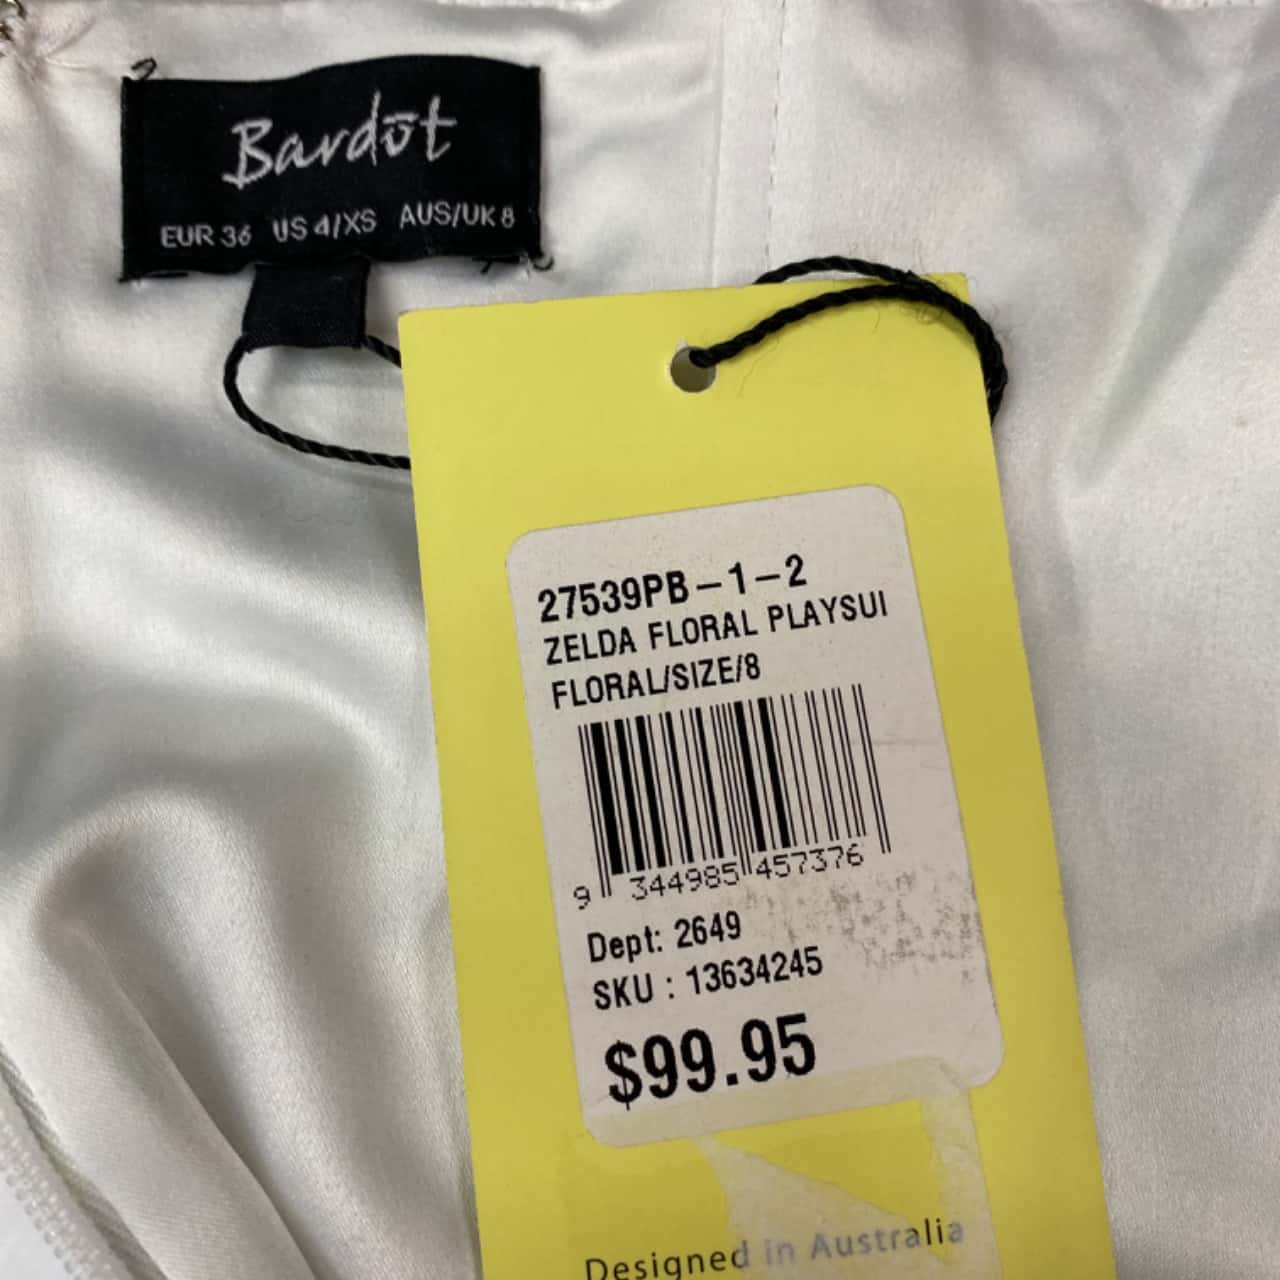 Bardōt
EUR 36 US 4/XS AUS/UK 8
27539PB-1-2
ZELDA FLORAL PLAYSUI
FLORAL/SIZE/8
9 344985 457376
Dept: 2649
SKU : 13634245
$99.95
Designed in Australia